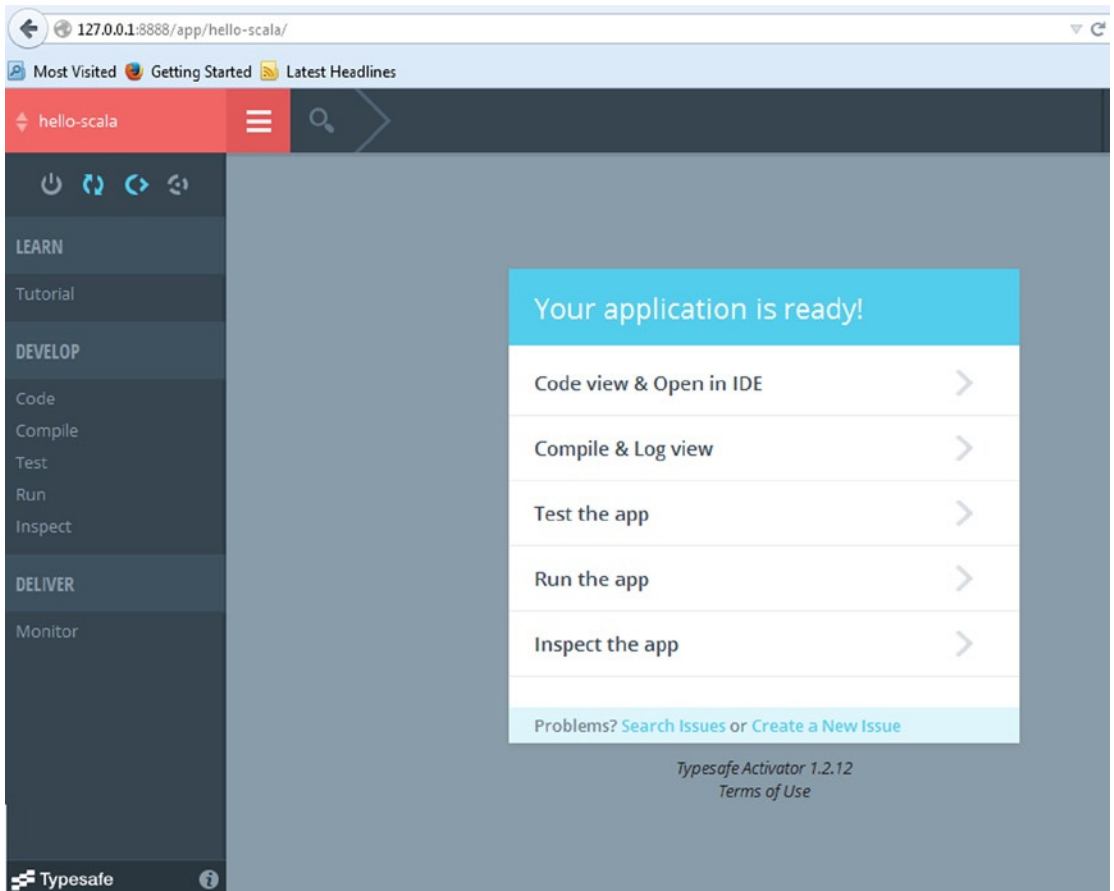 127.0.0.1:8888/app/hello-scala/
Most Visited Getting Started Latest Headlines
hello-scala
LEARN
Tutorial
DEVELOP
Code
Compile
Test
Run
Inspect
DELIVER
Monitor
Typesafe
Your application is ready!
Code view & Open in IDE
Compile & Log view
Test the app
Run the app
Inspect the app
Problems? Search Issues or Create a New Issue
Typesafe Activator 1.2.12
Terms of Use